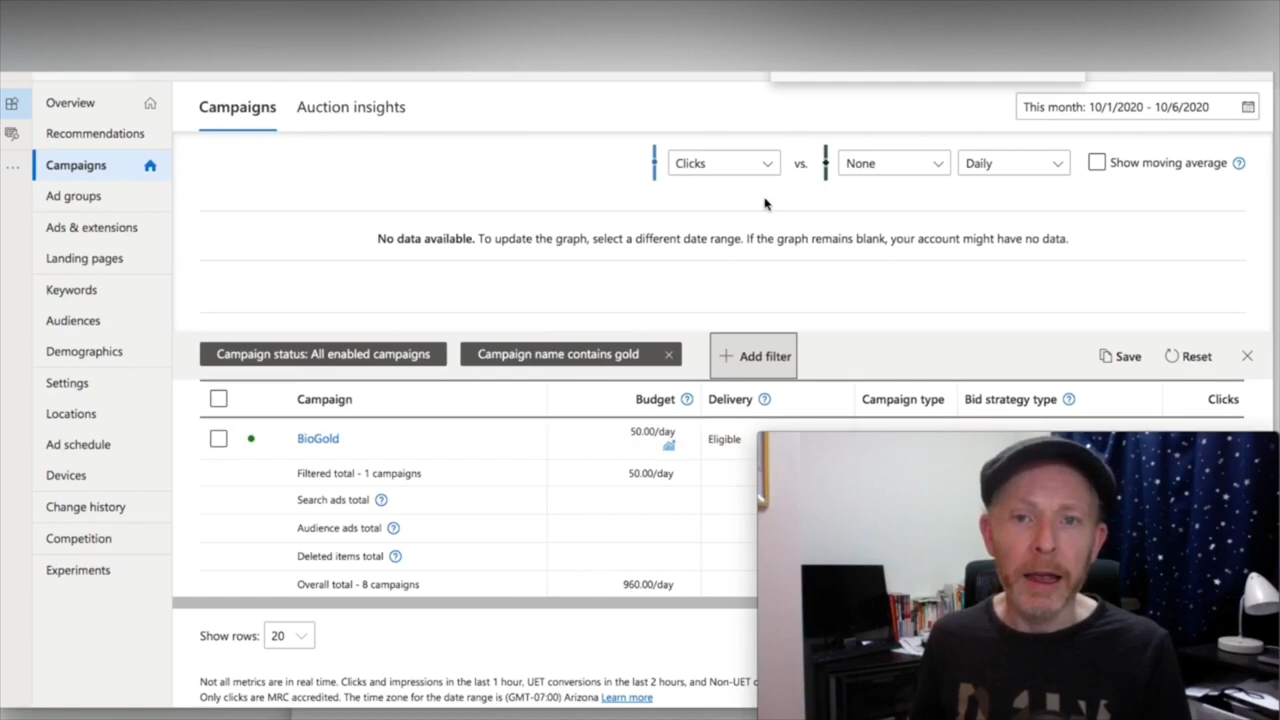 Overview
Recommendations
Campaigns
Ad groups
Ads & extensions
Landing pages
Keywords
Audiences
Demographics
Settings
Locations
Ad schedule
Devices
Change history
Competition
Experiments
Campaigns Auction insights
This month: 10/1/2020 - 10/6/2020
Clicks vs. None Daily Show moving average
No data available. To update the graph, select a different date range. If the graph remains blank, your account might have no data.
Campaign status: All enabled campaigns Campaign name contains gold Add filter Save Reset
Campaign Budget Delivery Campaign type Bid strategy type Clicks
BioGold 50.00/day Eligible
Filtered total - 1 campaigns 50.00/day
Search ads total
Audience ads total
Deleted items total
Overall total - 8 campaigns 960.00/day
Show rows: 20
Not all metrics are in real time. Clicks and impressions in the last 1 hour, UET conversions in the last 2 hours, and Non-UET
Only clicks are MRC accredited. The time zone for the date range is (GMT-07:00) Arizona Learn more